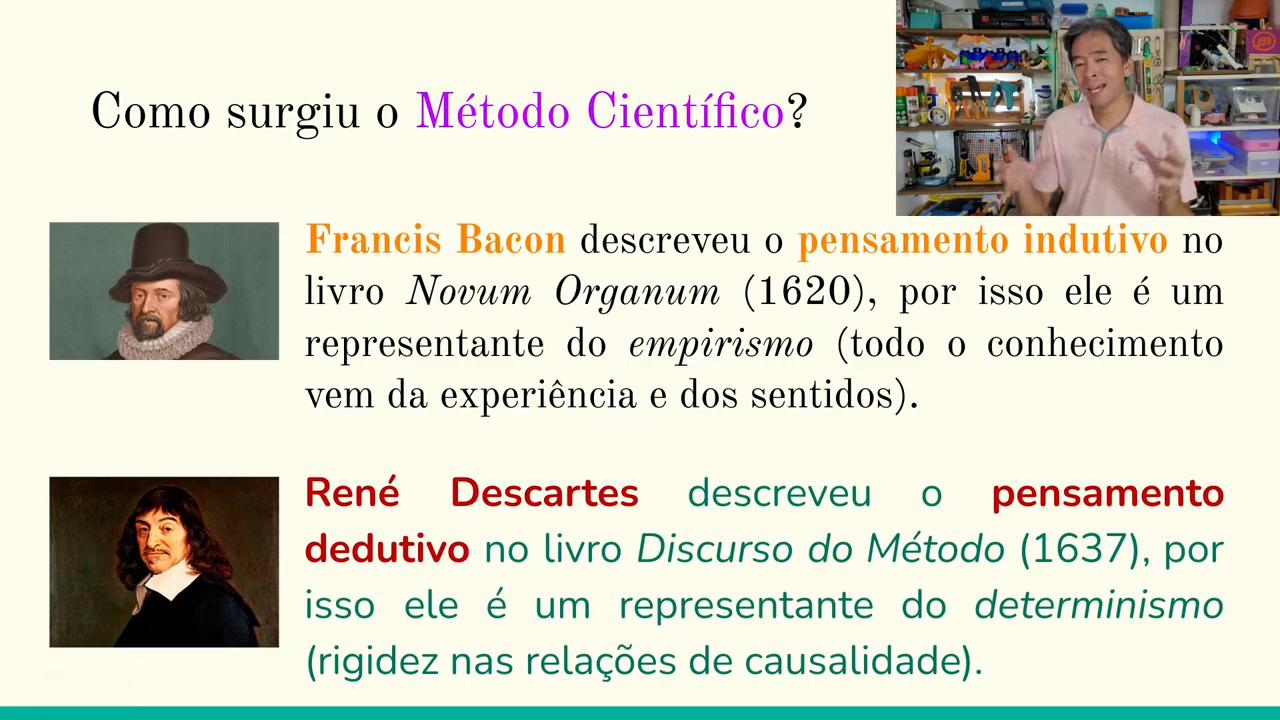 Como surgiu o Método Científico?
Francis Bacon descreveu o pensamento indutivo no
livro Novum Organum (1620), por isso ele é um
representante do empirismo (todo o conhecimento
vem da experiência e dos sentidos).
René Descartes descreveu o pensamento
dedutivo no livro Discurso do Método (1637), por
isso ele é um representante do determinismo
(rigidez nas relações de causalidade).